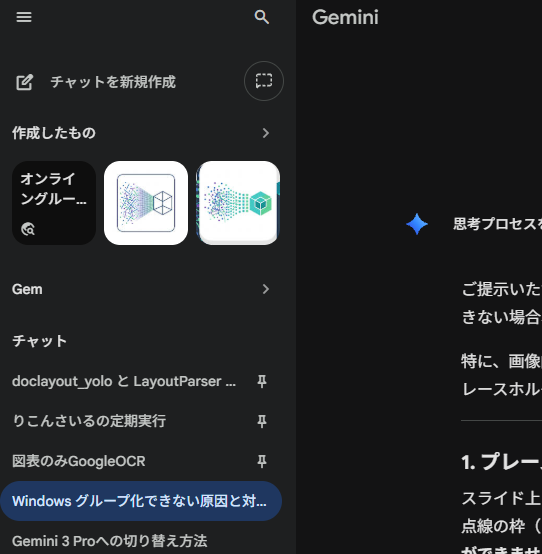 Gemini
チャットを新規作成
作成したもの
オンライ
ングルー...
Gem
チャット
doclayout_yolo と LayoutParser ...
りこんさいるの定期実行
図表のみGoogleOCR
Windows グループ化できない原因と対...
Gemini 3 Proへの切り替え方法
思考プロセスを
ご提示いた
きない場合
特に、画像
レースホル
1. プレー
スライド上
点線の枠（
ができませ